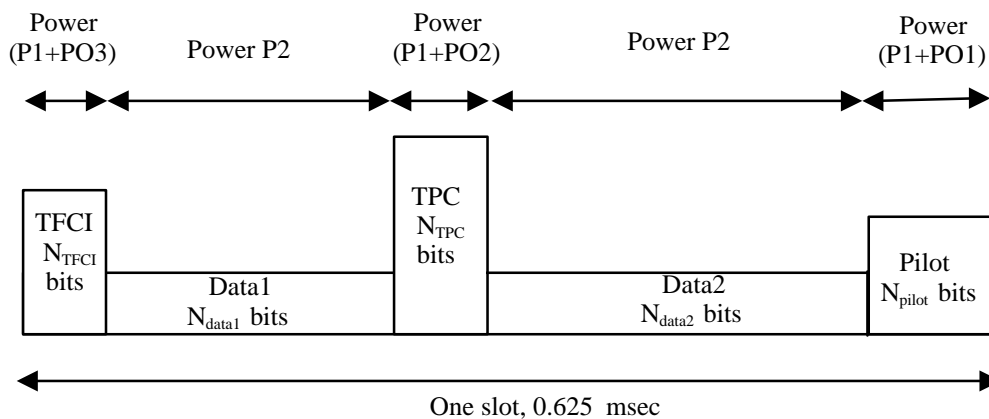 Power
(P1+PO3)
Power P2
Power
(P1+PO2)
Power P2
Power
(P1+PO1)
TFCI
N_TFCI
bits
Data1
N_data1 bits
TPC
N_TPC
bits
Data2
N_data2 bits
Pilot
N_pilot bits
One slot, 0.625 msec